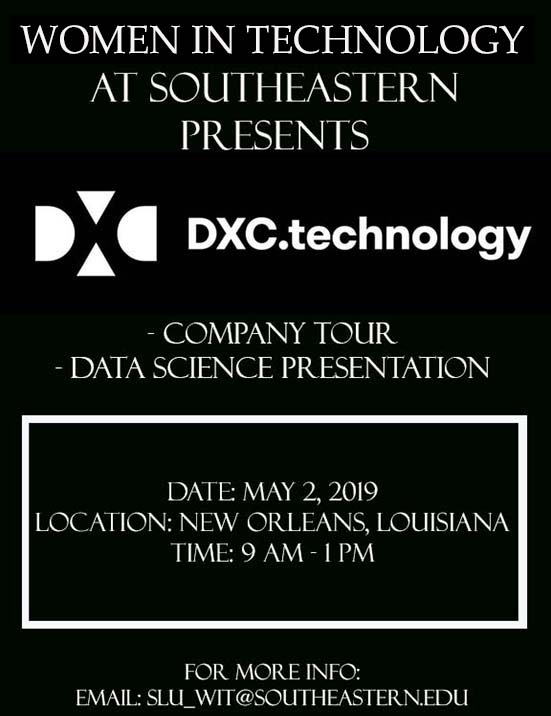 WOMEN IN TECHNOLOGY
AT SOUTHEASTERN
PRESENTS
DXC.technology
- COMPANY TOUR
- DATA SCIENCE PRESENTATION
DATE: MAY 2, 2019
LOCATION: NEW ORLEANS, LOUISIANA
TIME: 9 AM - 1 PM
FOR MORE INFO:
EMAIL: SLU_WIT@SOUTHEASTERN.EDU